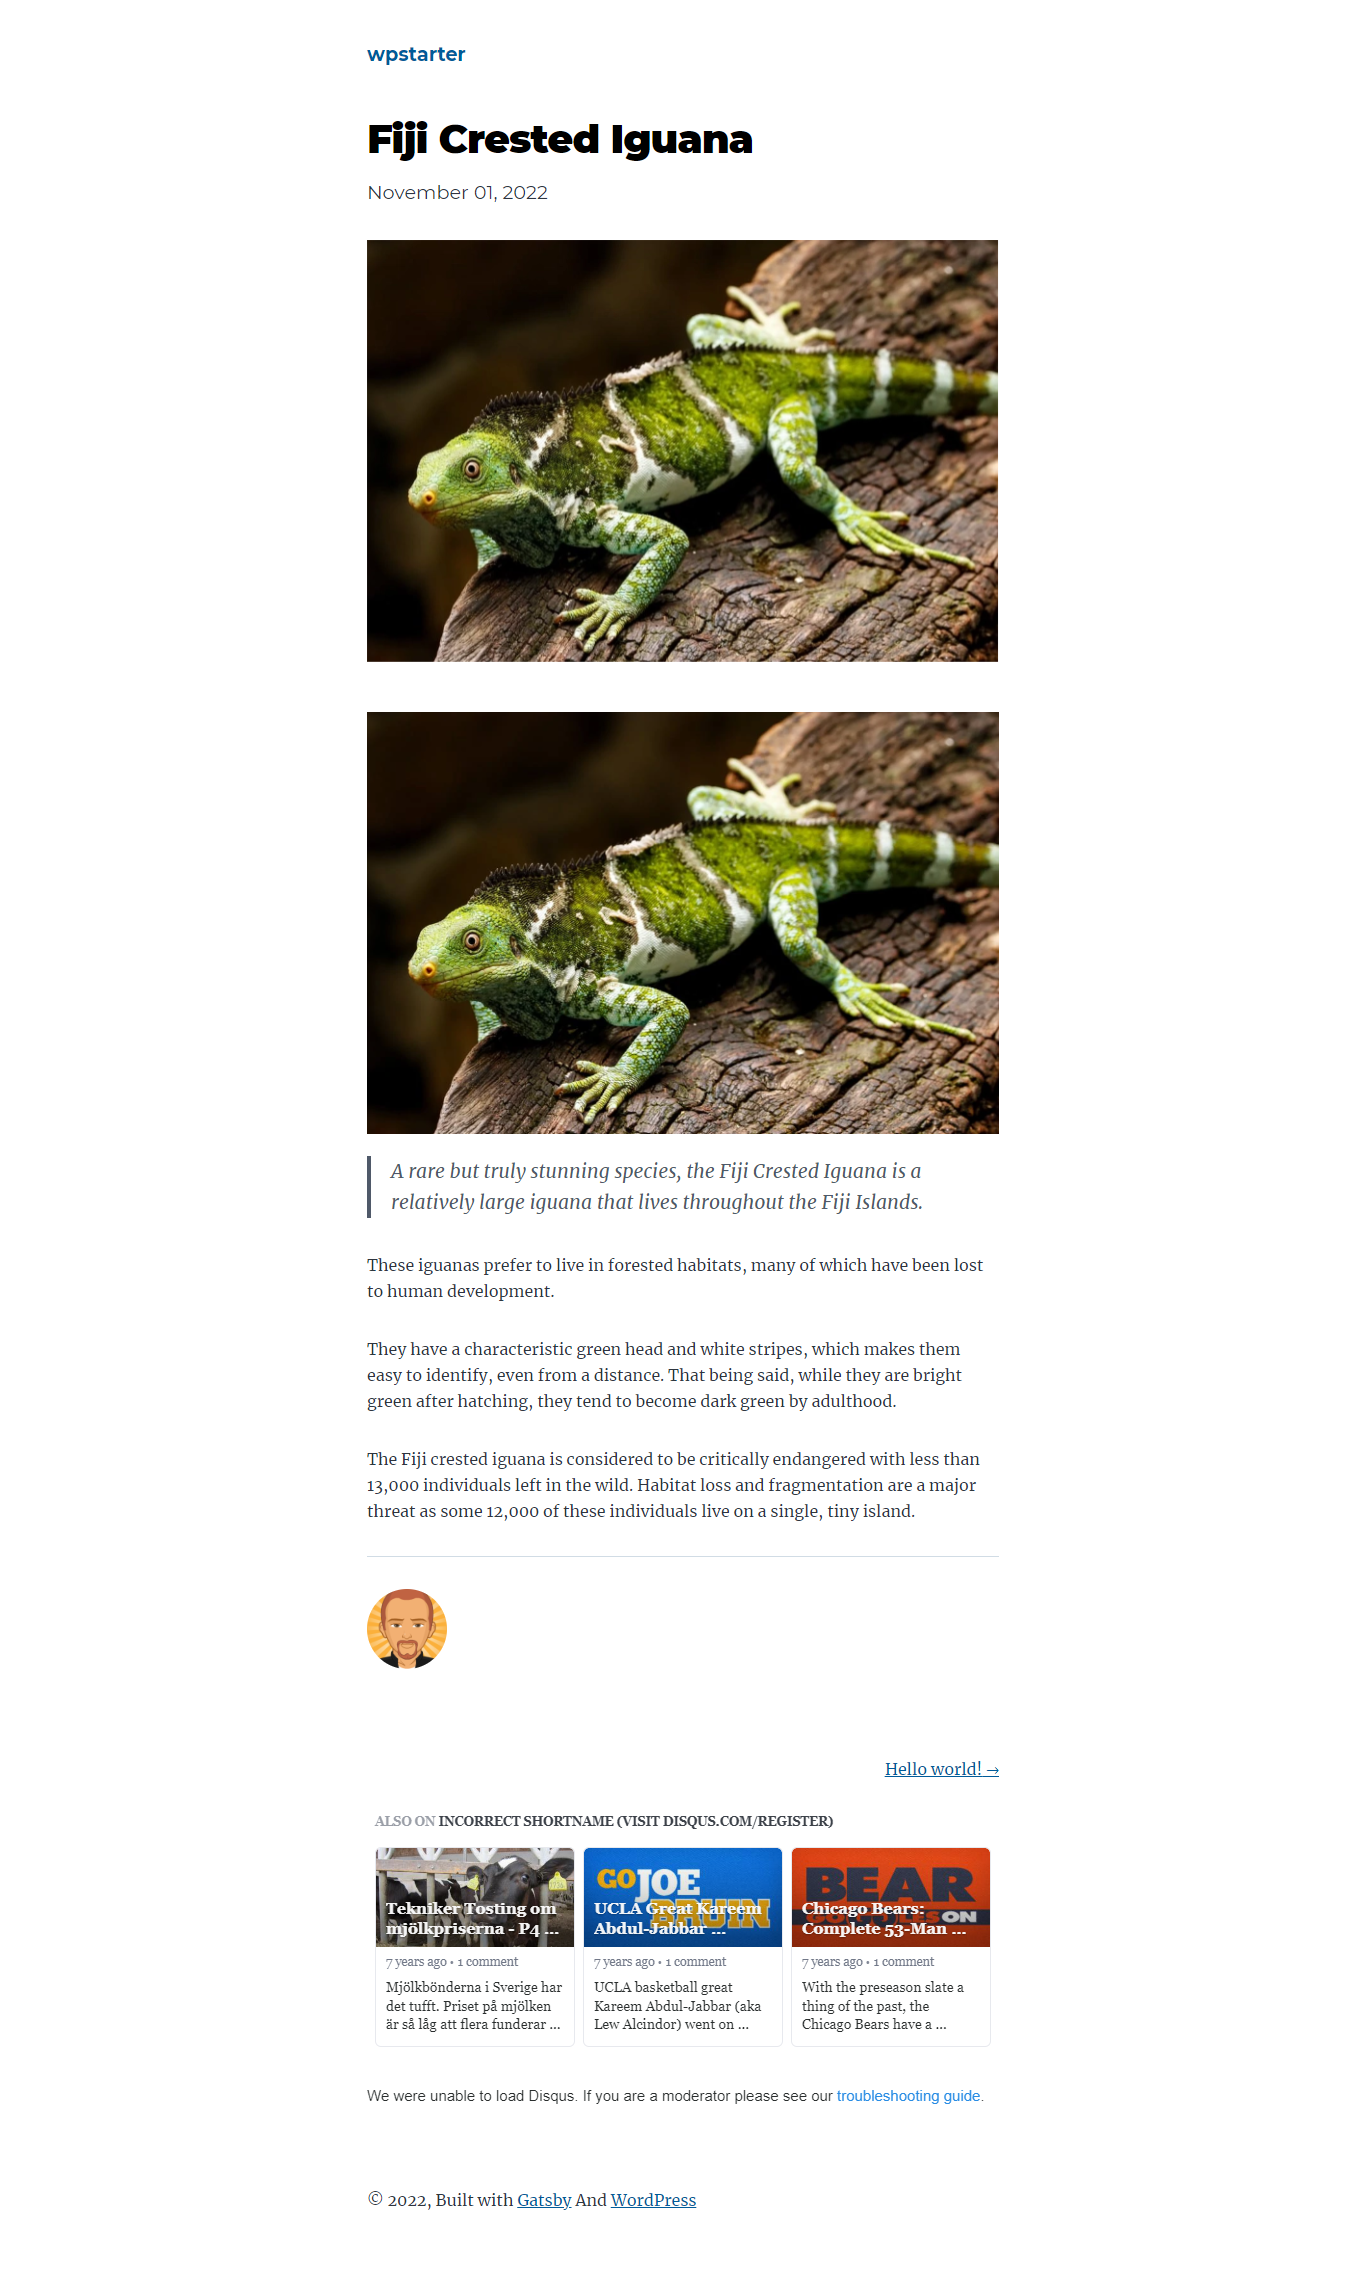 wpstarter
Fiji Crested Iguana
November 01, 2022
A rare but truly stunning species, the Fiji Crested Iguana is a
relatively large iguana that lives throughout the Fiji Islands.
These iguanas prefer to live in forested habitats, many of which have been lost
to human development.
They have a characteristic green head and white stripes, which makes them
easy to identify, even from a distance. That being said, while they are bright
green after hatching, they tend to become dark green by adulthood.
The Fiji crested iguana is considered to be critically endangered with less than
13,000 individuals left in the wild. Habitat loss and fragmentation are a major
threat as some 12,000 of these individuals live on a single, tiny island.
Hello world! →
ALSO ON INCORRECT SHORTNAME (VISIT DISQUS.COM/REGISTER)
Tekniker Tosting om
mjölkpriserna - P4 ...
7 years ago • 1 comment
Mjölkbönderna i Sverige har
det tufft. Priset på mjölken
är så låg att flera funderar ...
GO JOE
BRUIN
UCLA Great Kareem
Abdul-Jabbar ...
7 years ago • 1 comment
UCLA basketball great
Kareem Abdul-Jabbar (aka
Lew Alcindor) went on ...
BEAR
GOGGLES ON
Chicago Bears:
Complete 53-Man ...
7 years ago • 1 comment
With the preseason slate a
thing of the past, the
Chicago Bears have a ...
We were unable to load Disqus. If you are a moderator please see our troubleshooting guide.
© 2022, Built with Gatsby And WordPress